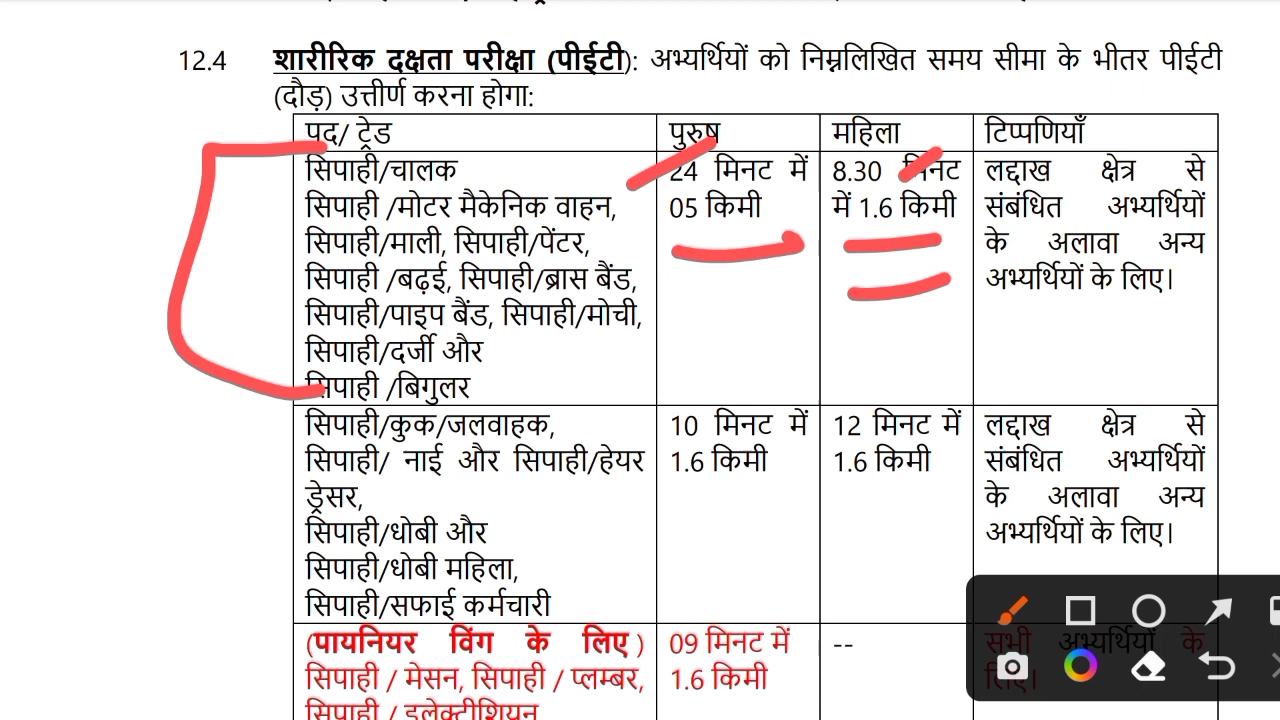 12.4 शारीरिक दक्षता परीक्षा (पीईटी): अभ्यर्थियों को निम्नलिखित समय सीमा के भीतर पीईटी
(दौड़) उत्तीर्ण करना होगा:
पद/ ट्रेड पुरुष महिला टिप्पणियाँ
सिपाही/चालक
सिपाही /मोटर मैकेनिक वाहन,
सिपाही/माली, सिपाही/पेंटर,
सिपाही /बढ़ई, सिपाही/ब्रास बैंड,
सिपाही/पाइप बैंड, सिपाही/मोची,
सिपाही/दर्जी और
सिपाही /बिगुलर
24 मिनट में
05 किमी
8.30 मिनट
में 1.6 किमी
लद्दाख क्षेत्र से
संबंधित अभ्यर्थियों
के अलावा अन्य
अभ्यर्थियों के लिए।
सिपाही/कुक/जलवाहक,
सिपाही/ नाई और सिपाही/हेयर
ड्रेसर,
सिपाही/धोबी और
सिपाही/धोबी महिला,
सिपाही/सफाई कर्मचारी
10 मिनट में
1.6 किमी
12 मिनट में
1.6 किमी
लद्दाख क्षेत्र से
संबंधित अभ्यर्थियों
के अलावा अन्य
अभ्यर्थियों के लिए।
(पायनियर विंग के लिए )
सिपाही / मेसन, सिपाही / प्लम्बर,
सिपाही / इलेक्ट्रीशियन
09 मिनट में
1.6 किमी
--
सभी अभ्यर्थियों के
लिए।